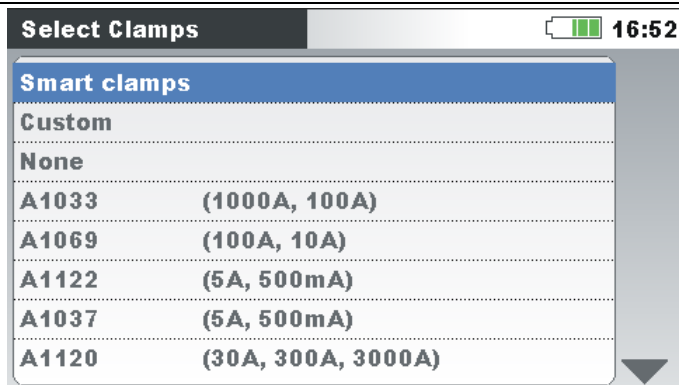 Select Clamps 16:52
Smart clamps
Custom
None
A1033 (1000A, 100A)
A1069 (100A, 10A)
A1122 (5A, 500mA)
A1037 (5A, 500mA)
A1120 (30A, 300A, 3000A)